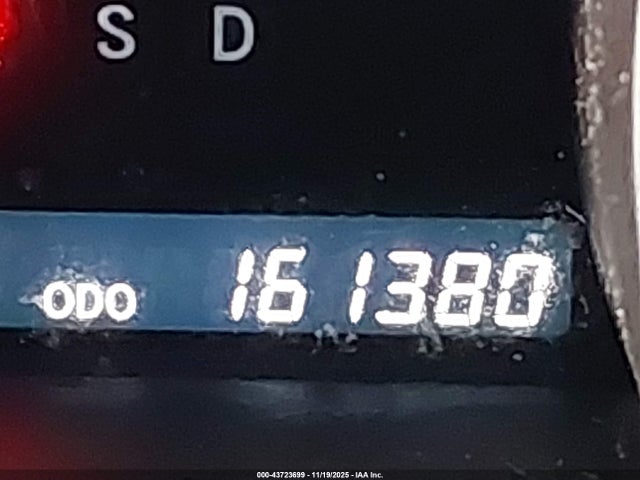 S D
ODO 161380
000-43723699 - 11/19/2025 - IAA Inc.